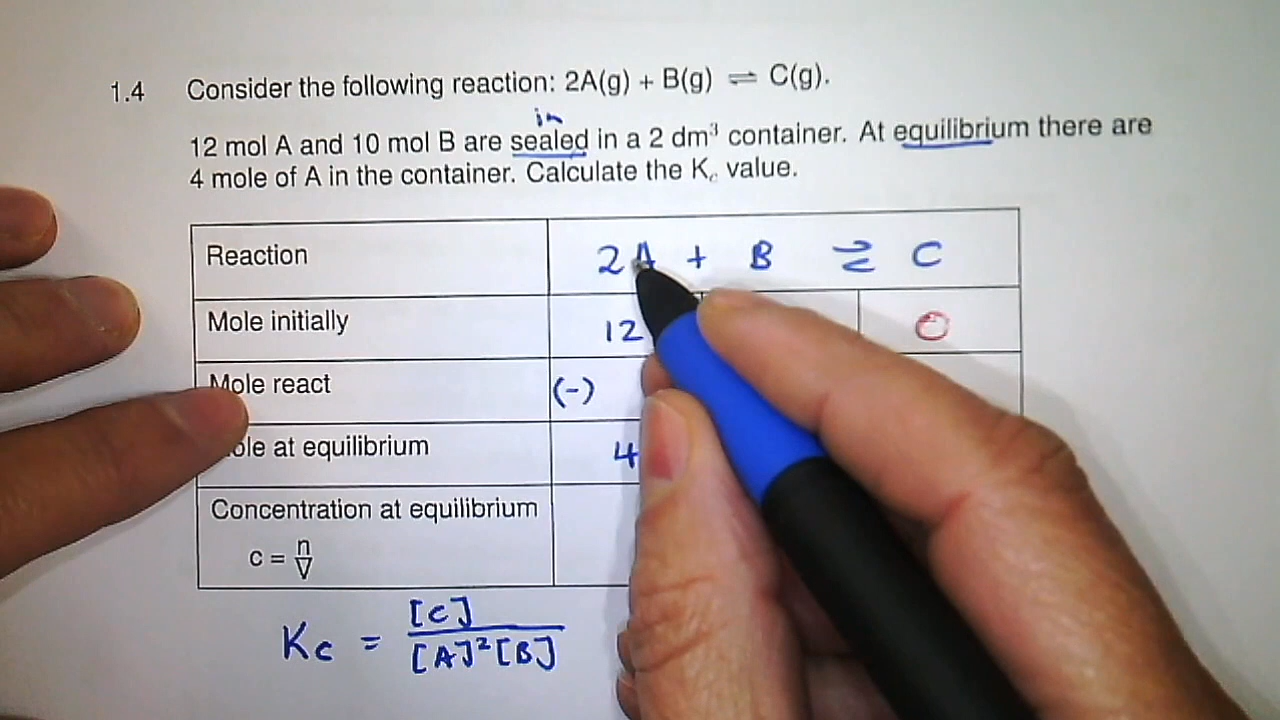 1.4 Consider the following reaction: 2A(g) + B(g) ⇌ C(g).
in
12 mol A and 10 mol B are sealed in a 2 dm³ container. At equilibrium there are
4 mole of A in the container. Calculate the Kc value.
Reaction 2A + B ⇌ C
Mole initially 12 0
Mole react (-)
at equilibrium 4
Concentration at equilibrium
c = n/V
Kc = [C]/[A]²[B]